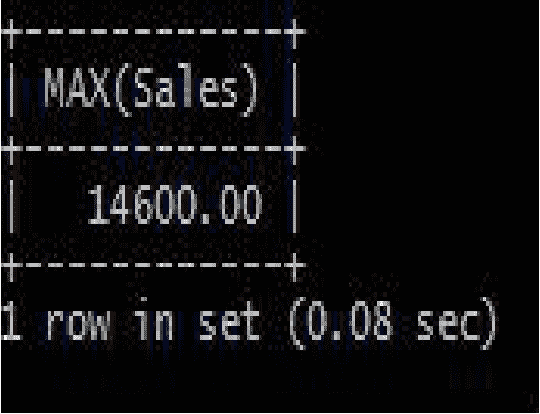 +------------+
| MAX(Sales) |
+------------+
|   14600.00 |
+------------+
1 row in set (0.08 sec)